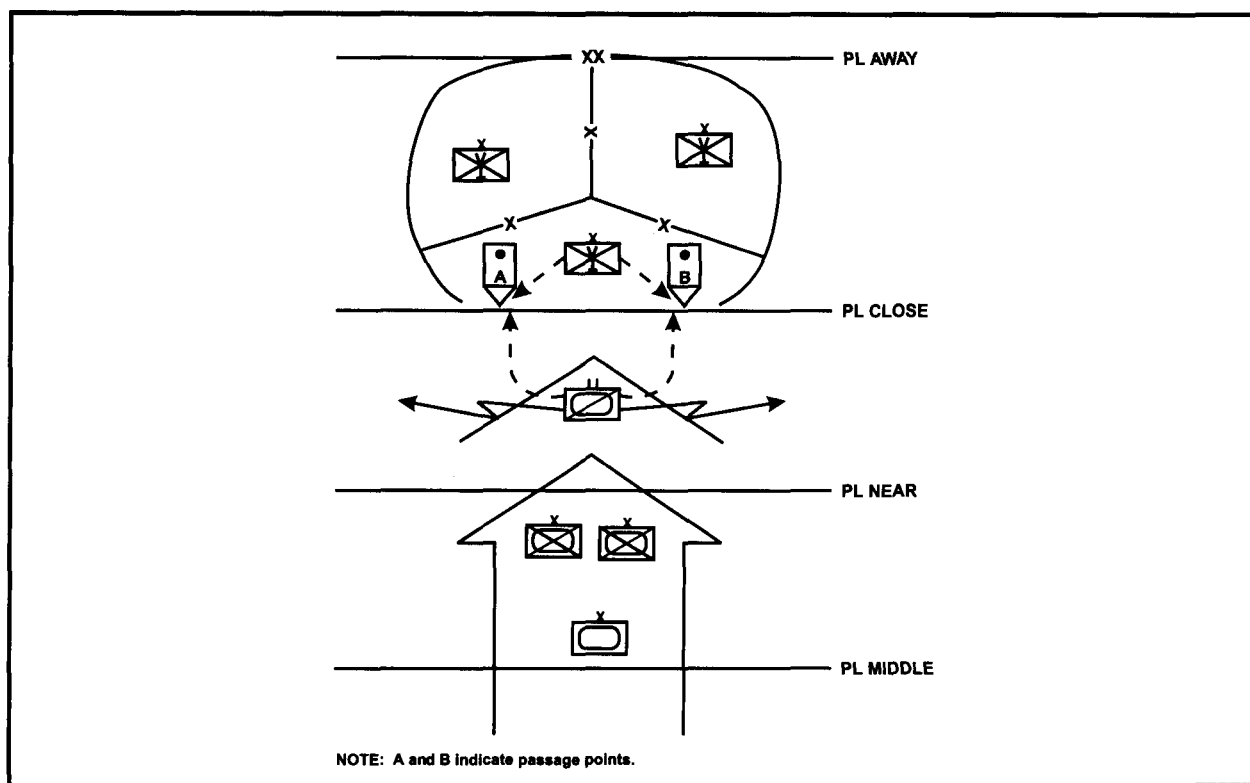 XX
PL AWAY
X
X
X
X
X
X
A
B
X
PL CLOSE
II
PL NEAR
X
X
X
PL MIDDLE
NOTE: A and B indicate passage points.